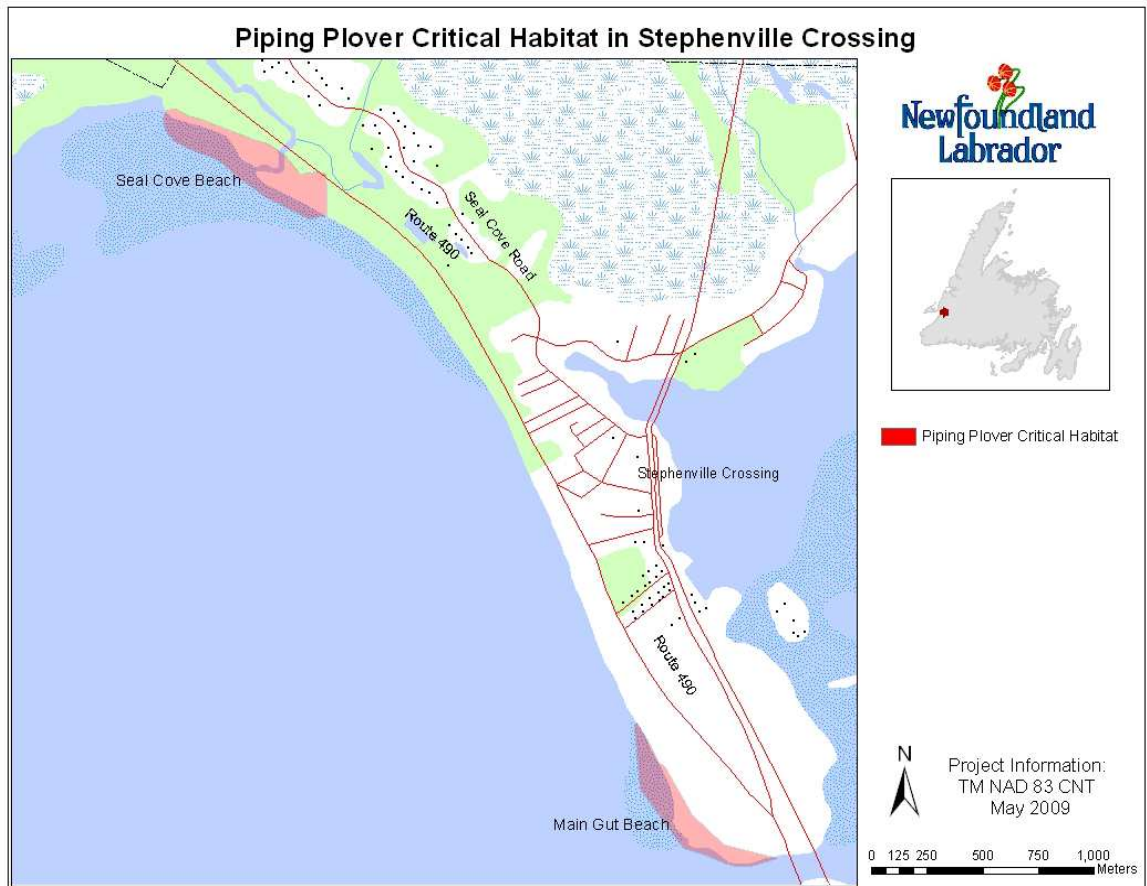 Piping Plover Critical Habitat in Stephenville Crossing
Newfoundland
Labrador
Seal Cove Beach
Route 490
Seal Cove Road
Piping Plover Critical Habitat
Stephenville Crossing
Route 490
Main Gut Beach
N
Project Information:
TM NAD 83 CNT
May 2009
0 125 250 500 750 1,000
Meters